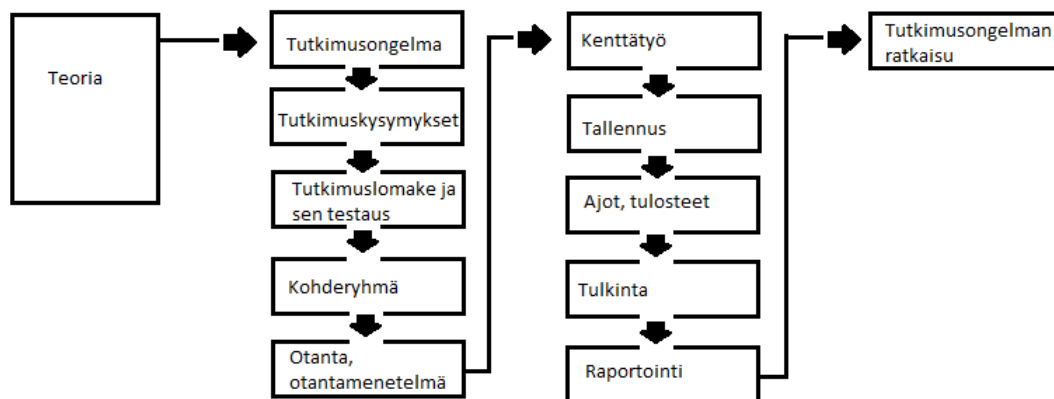 Teoria
Tutkimusongelma
Tutkimuskysymykset
Tutkimuslomake ja
sen testaus
Kohderyhmä
Otanta,
otantamenetelmä
Kenttätyö
Tallennus
Ajot, tulosteet
Tulkinta
Raportointi
Tutkimusongelman
ratkaisu